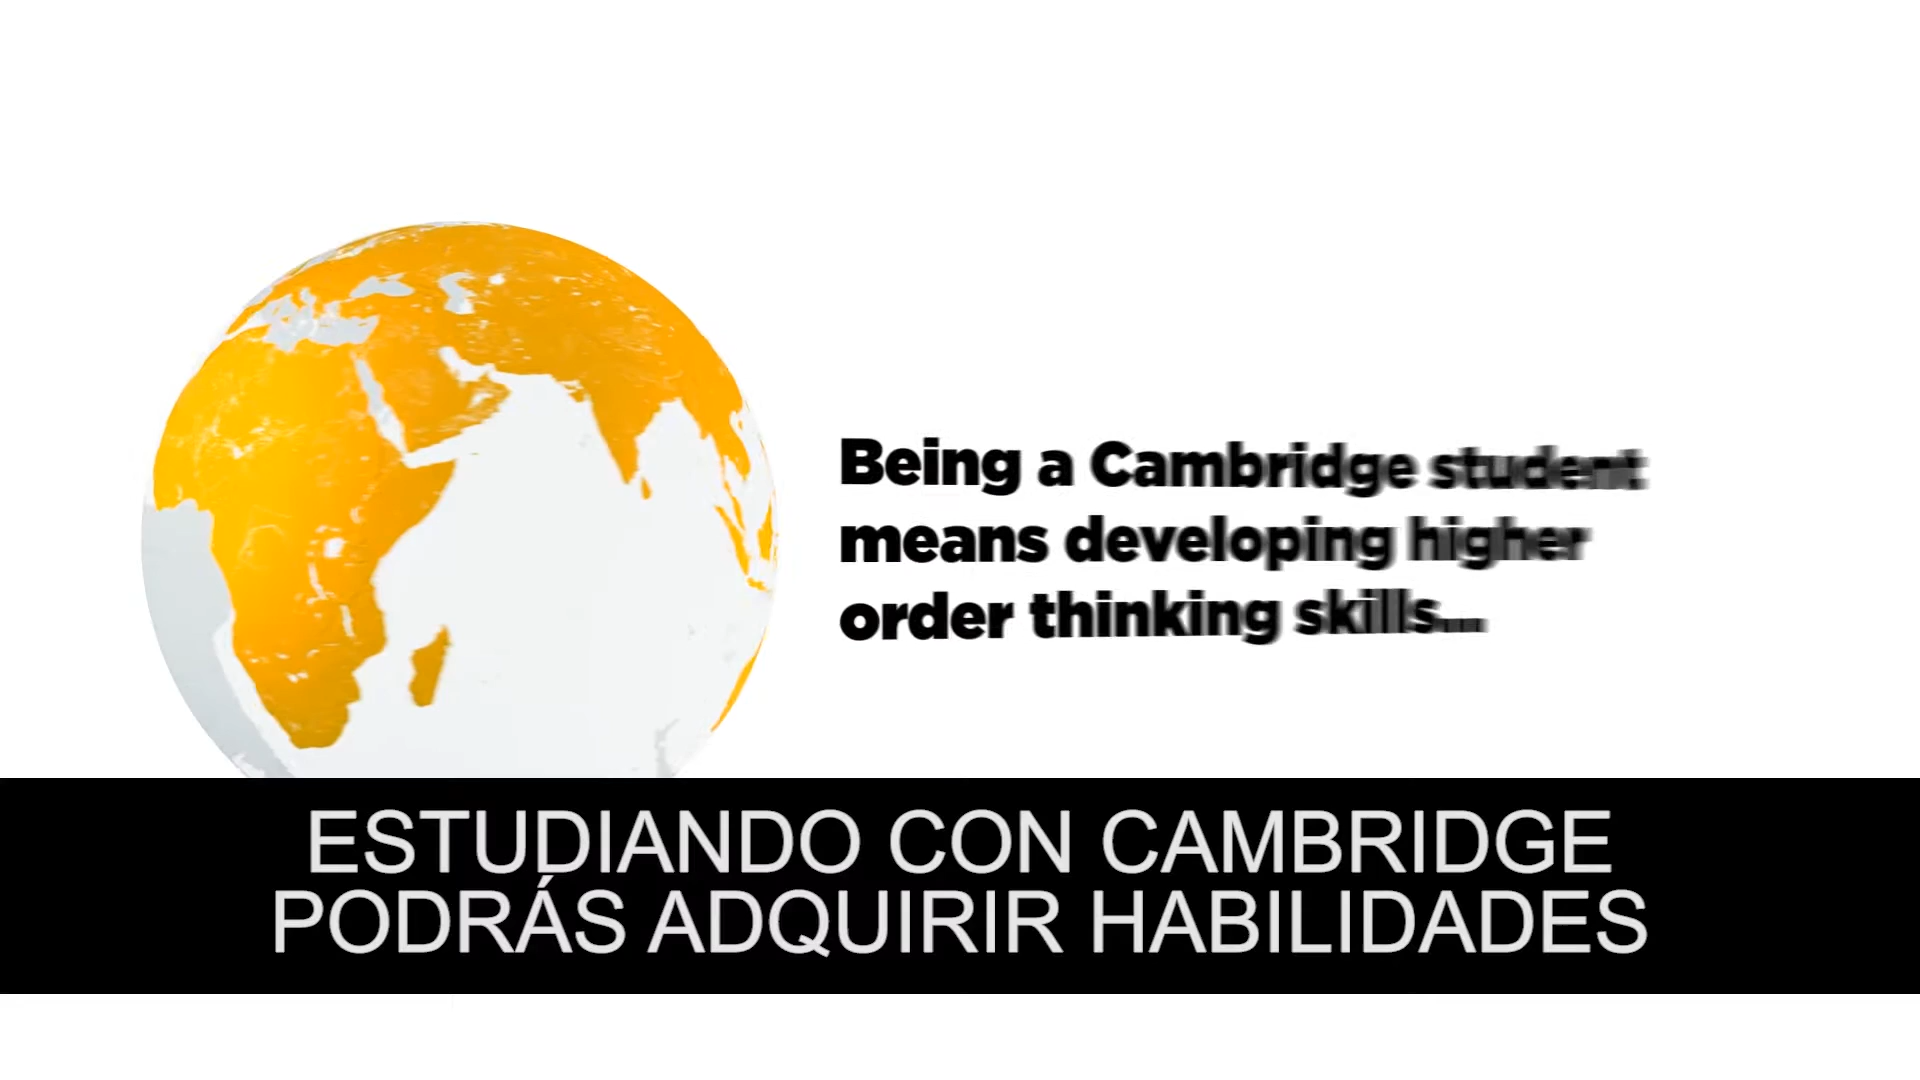 Being a Cambridge student
means developing higher
order thinking skills...
ESTUDIANDO CON CAMBRIDGE
PODRÁS ADQUIRIR HABILIDADES